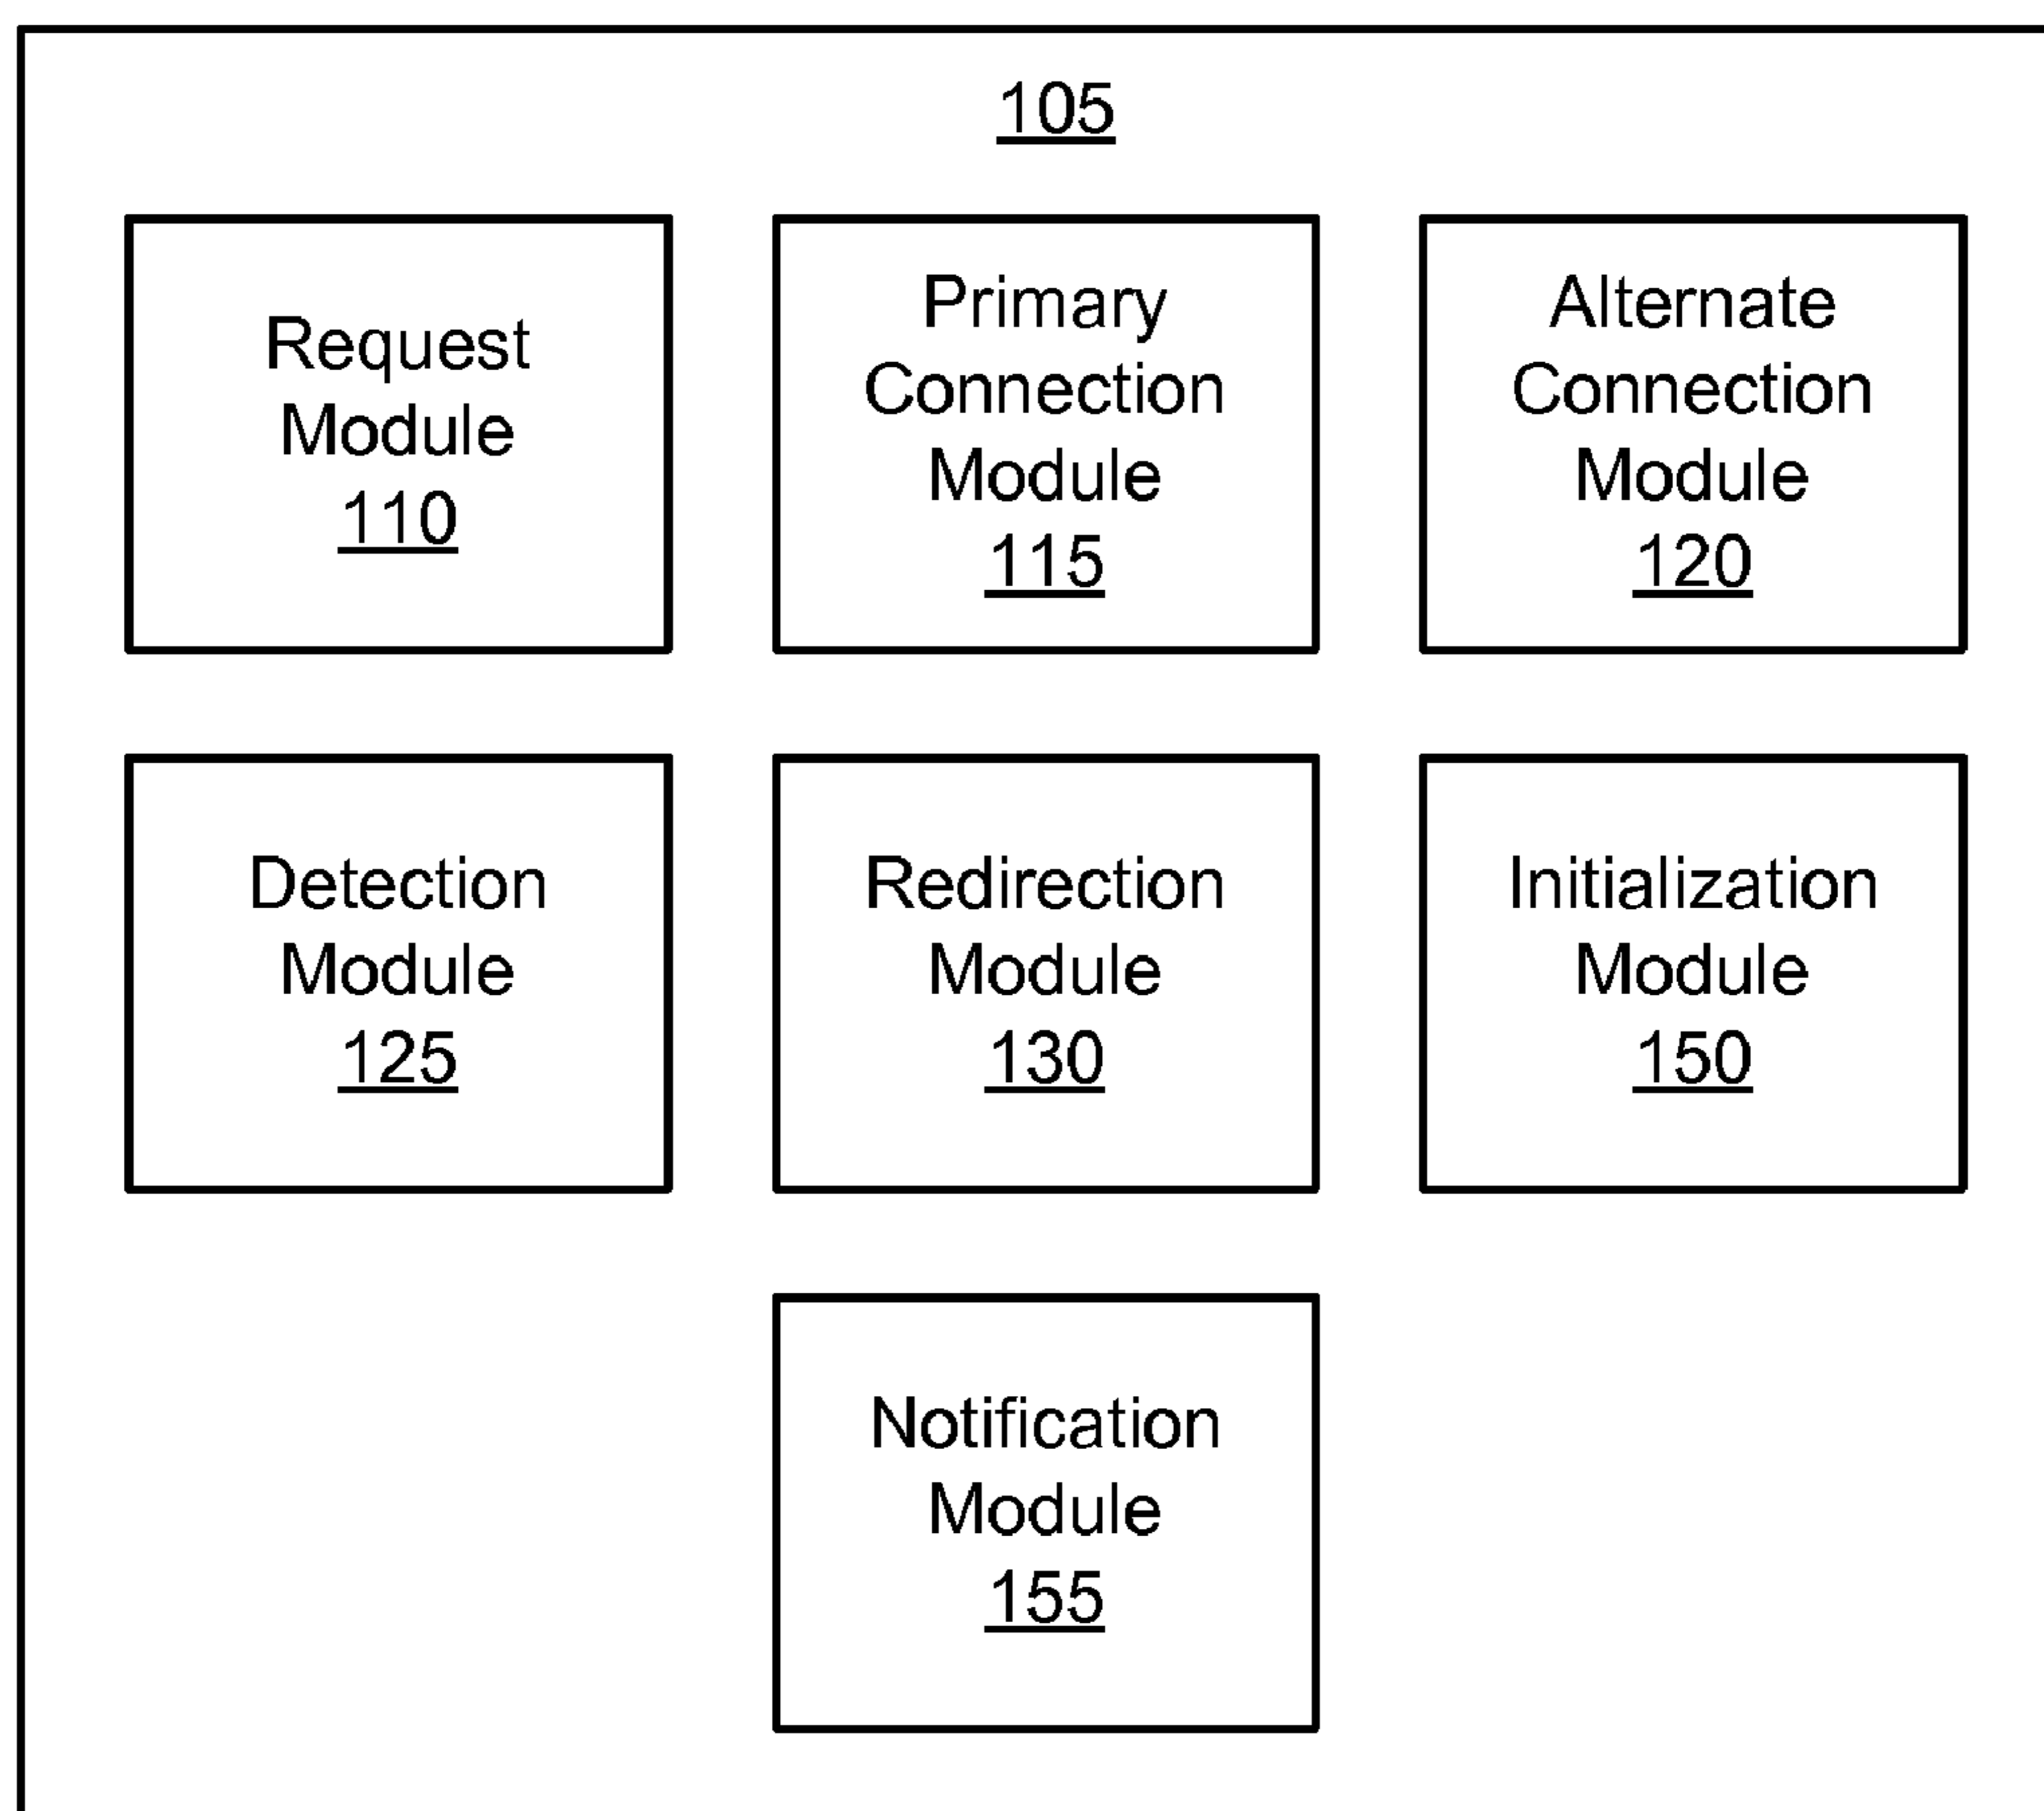 105
Request
Module
110
Primary
Connection
Module
115
Alternate
Connection
Module
120
Detection
Module
125
Redirection
Module
130
Initialization
Module
150
Notification
Module
155